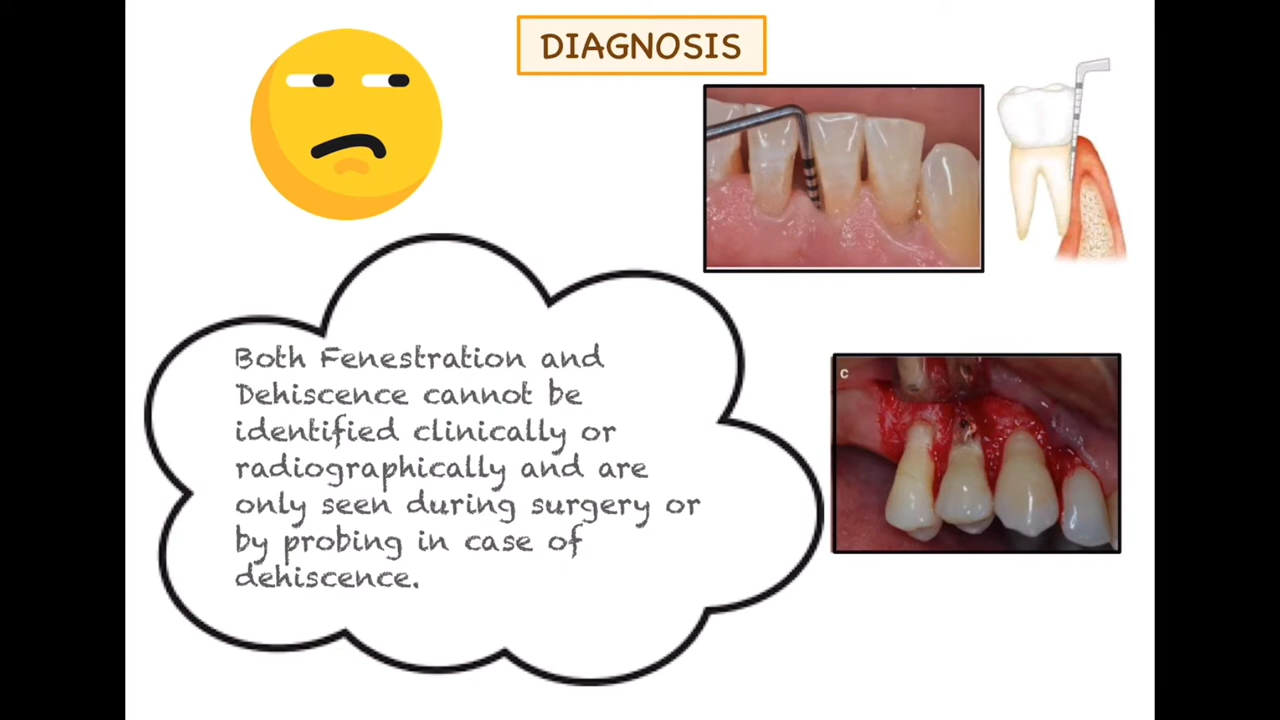 DIAGNOSIS
C
Both Fenestration and
Dehiscence cannot be
identified clinically or
radiographically and are
only seen during surgery or
by probing in case of
dehiscence.